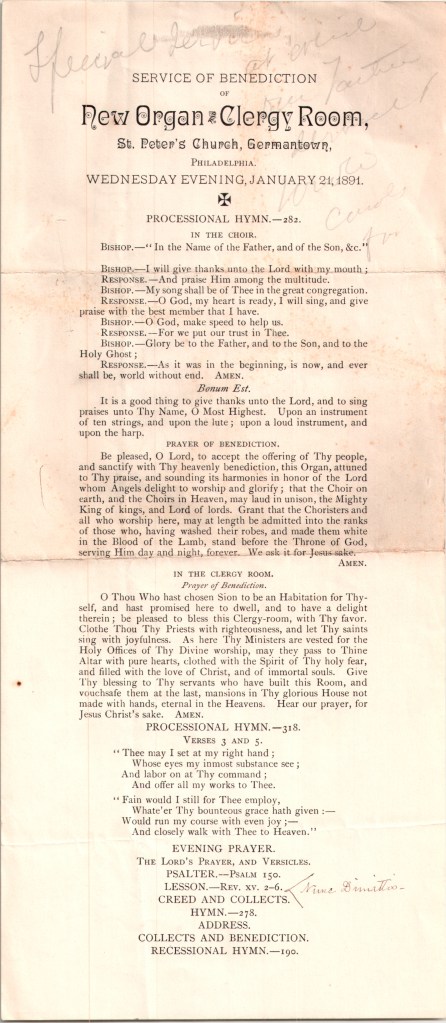 Special Service
SERVICE OF BENEDICTION
OF
New Organ and Clergy Room,
St. Peter's Church, Germantown,
Philadelphia.
WEDNESDAY EVENING, JANUARY 21, 1891.
PROCESSIONAL HYMN.—282.
IN THE CHOIR.
Bishop.—"In the Name of the Father, and of the Son, &c."
Bishop.—I will give thanks unto the Lord with my mouth;
Response.—And praise Him among the multitude.
Bishop.—My song shall be of Thee in the great congregation.
Response.—O God, my heart is ready, I will sing, and give
praise with the best member that I have.
Bishop.—O God, make speed to help us.
Response.—For we put our trust in Thee.
Bishop.—Glory be to the Father, and to the Son, and to the
Holy Ghost;
Response.—As it was in the beginning, is now, and ever
shall be, world without end. Amen.
Bonum Est.
It is a good thing to give thanks unto the Lord, and to sing
praises unto Thy Name, O Most Highest. Upon an instrument
of ten strings, and upon the lute; upon a loud instrument, and
upon the harp.
PRAYER OF BENEDICTION.
Be pleased, O Lord, to accept the offering of Thy people,
and sanctify with Thy heavenly benediction, this Organ, attuned
to Thy praise, and sounding its harmonies in honor of the Lord
whom Angels delight to worship and glorify; that the Choir on
earth, and the Choirs in Heaven, may laud in unison, the Mighty
King of kings, and Lord of lords. Grant that the Choristers and
all who worship here, may at length be admitted into the ranks
of those who, having washed their robes, and made them white
in the Blood of the Lamb, stand before the Throne of God,
serving Him day and night, forever. We ask it for Jesus sake.
Amen.
IN THE CLERGY ROOM.
Prayer of Benediction.
O Thou Who hast chosen Sion to be an Habitation for Thy-
self, and hast promised here to dwell, and to have a delight
therein; be pleased to bless this Clergy-room, with Thy favor.
Clothe Thou Thy Priests with righteousness, and let Thy saints
sing with joyfulness. As here Thy Ministers are vested for the
Holy Offices of Thy Divine worship, may they pass to Thine
Altar with pure hearts, clothed with the Spirit of Thy holy fear,
and filled with the love of Christ, and of immortal souls. Give
Thy blessing to Thy servants who have built this Room, and
vouchsafe them at the last, mansions in Thy glorious House not
made with hands, eternal in the Heavens. Hear our prayer, for
Jesus Christ's sake. Amen.
PROCESSIONAL HYMN.—318.
Verses 3 and 5.
"Thee may I set at my right hand;
Whose eyes my inmost substance see;
And labor on at Thy command;
And offer all my works to Thee.
"Fain would I still for Thee employ,
Whate'er Thy bounteous grace hath given:—
Would run my course with even joy;—
And closely walk with Thee to Heaven."
EVENING PRAYER.
The Lord's Prayer, and Versicles.
PSALTER.—Psalm 150.
LESSON.—Rev. xv. 2-6. Nunc Dimittis-
CREED AND COLLECTS.
HYMN.—278.
ADDRESS.
COLLECTS AND BENEDICTION.
RECESSIONAL HYMN.—190.